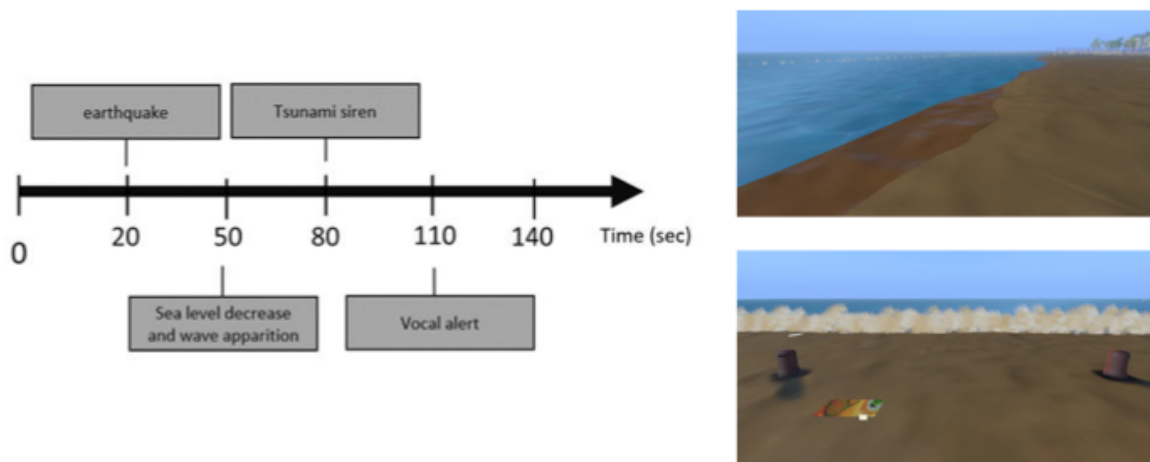 earthquake
Tsunami siren
0
20
50
80
110
140
Time (sec)
Sea level decrease
and wave apparition
Vocal alert